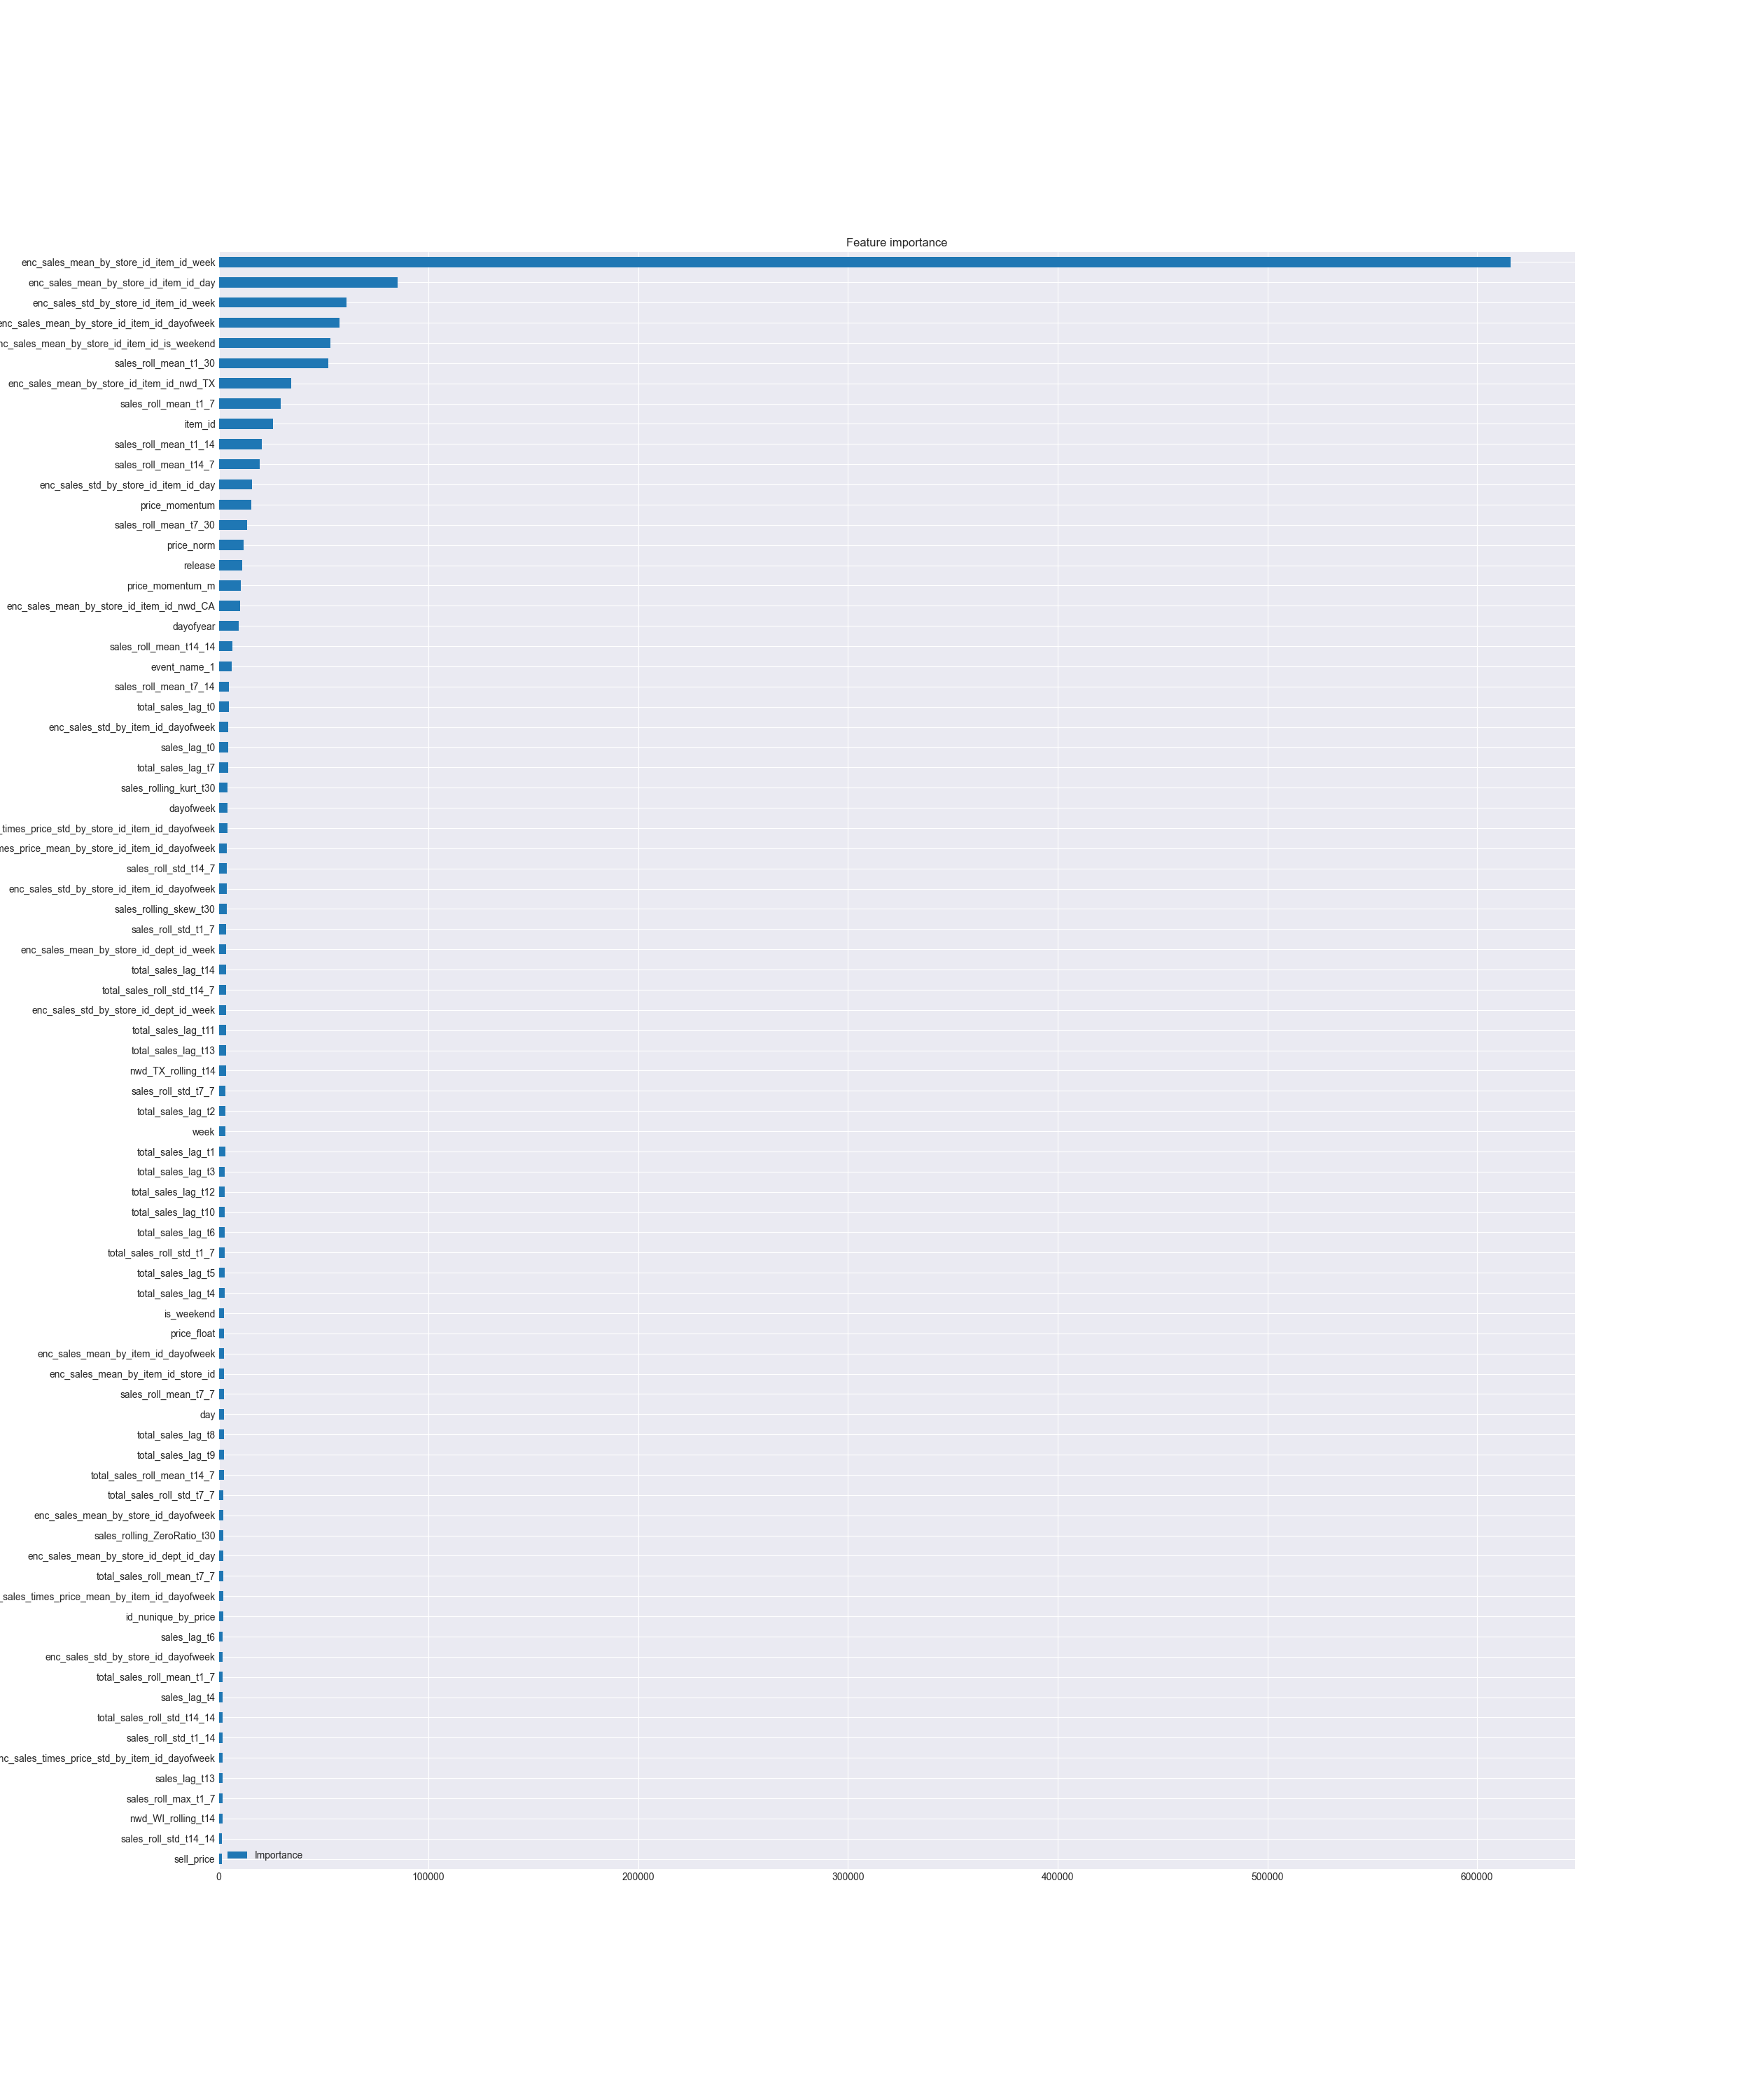 Feature importance
enc_sales_mean_by_store_id_item_id_week
enc_sales_mean_by_store_id_item_id_day
enc_sales_std_by_store_id_item_id_week
enc_sales_mean_by_store_id_item_id_dayofweek
nc_sales_mean_by_store_id_item_id_is_weekend
sales_roll_mean_t1_30
enc_sales_mean_by_store_id_item_id_nwd_TX
sales_roll_mean_t1_7
item_id
sales_roll_mean_t1_14
sales_roll_mean_t14_7
enc_sales_std_by_store_id_item_id_day
price_momentum
sales_roll_mean_t7_30
price_norm
release
price_momentum_m
enc_sales_mean_by_store_id_item_id_nwd_CA
dayofyear
sales_roll_mean_t14_14
event_name_1
sales_roll_mean_t7_14
total_sales_lag_t0
enc_sales_std_by_item_id_dayofweek
sales_lag_t0
total_sales_lag_t7
sales_rolling_kurt_t30
dayofweek
_times_price_std_by_store_id_item_id_dayofweek
mes_price_mean_by_store_id_item_id_dayofweek
sales_roll_std_t14_7
enc_sales_std_by_store_id_item_id_dayofweek
sales_rolling_skew_t30
sales_roll_std_t1_7
enc_sales_mean_by_store_id_dept_id_week
total_sales_lag_t14
total_sales_roll_std_t14_7
enc_sales_std_by_store_id_dept_id_week
total_sales_lag_t11
total_sales_lag_t13
nwd_TX_rolling_t14
sales_roll_std_t7_7
total_sales_lag_t2
week
total_sales_lag_t1
total_sales_lag_t3
total_sales_lag_t12
total_sales_lag_t10
total_sales_lag_t6
total_sales_roll_std_t1_7
total_sales_lag_t5
total_sales_lag_t4
is_weekend
price_float
enc_sales_mean_by_item_id_dayofweek
enc_sales_mean_by_item_id_store_id
sales_roll_mean_t7_7
day
total_sales_lag_t8
total_sales_lag_t9
total_sales_roll_mean_t14_7
total_sales_roll_std_t7_7
enc_sales_mean_by_store_id_dayofweek
sales_rolling_ZeroRatio_t30
enc_sales_mean_by_store_id_dept_id_day
total_sales_roll_mean_t7_7
_sales_times_price_mean_by_item_id_dayofweek
id_nunique_by_price
sales_lag_t6
enc_sales_std_by_store_id_dayofweek
total_sales_roll_mean_t1_7
sales_lag_t4
total_sales_roll_std_t14_14
sales_roll_std_t1_14
nc_sales_times_price_std_by_item_id_dayofweek
sales_lag_t13
sales_roll_max_t1_7
nwd_WI_rolling_t14
sales_roll_std_t14_14
sell_price
Importance
0 100000 200000 300000 400000 500000 600000